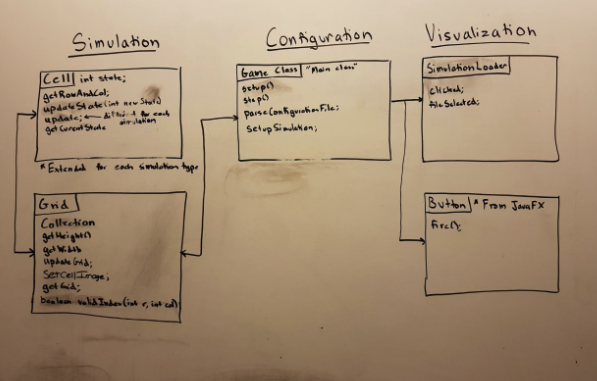 Simulation
Cell
int state;
getRowAndCol;
updateState(int newState)
update; ← different for each
simulation
getCurrentState
*Extended for each simulation type
Grid
Collection
getHeight()
getWidth
updateGrid;
SetCellImage;
getGrid;
boolean validIndex(int r, int col);
Configuration
Game Class
"Main class"
setup()
step()
parseConfigurationFile;
SetupSimulation;
Visualization
SimulationLoader
clicked;
fileSelected;
Button
* From JavaFX
fire();